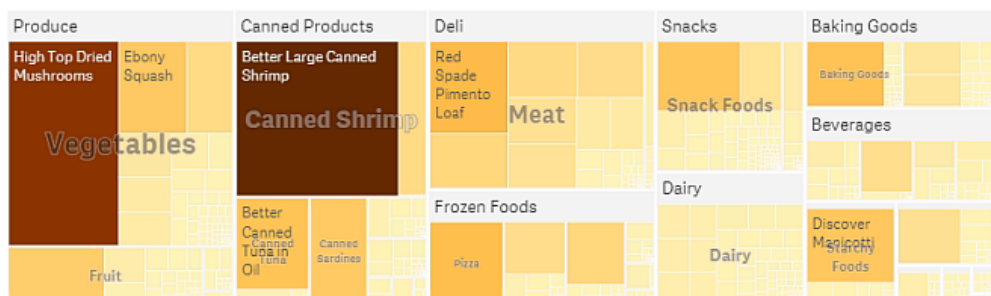 Produce
High Top Dried
Mushrooms
Ebony
Squash
Vegetables
Fruit
Canned Products
Better Large Canned
Shrimp
Canned Shrimp
Better
Canned
Tuna in
Oil
Canned
Tuna
Canned
Sardines
Deli
Red
Spade
Pimento
Loaf
Meat
Frozen Foods
Pizza
Snacks
Snack Foods
Dairy
Dairy
Baking Goods
Baking Goods
Beverages
Discover
Manicotti
Starchy
Foods